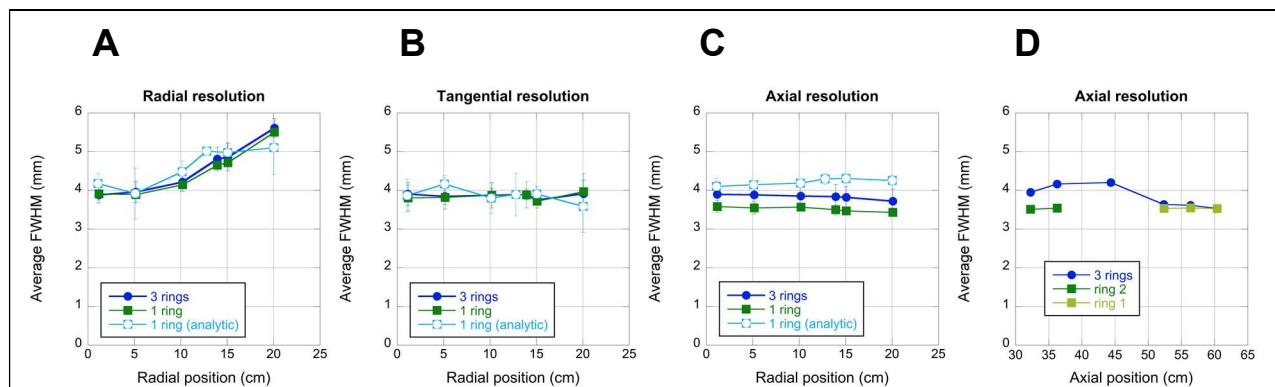 A
B
C
D
Radial resolution
Average FWHM (mm)
6
5
4
3
2
1
0
3 rings
1 ring
1 ring (analytic)
0 5 10 15 20 25
Radial position (cm)
Tangential resolution
Average FWHM (mm)
6
5
4
3
2
1
0
3 rings
1 ring
1 ring (analytic)
0 5 10 15 20 25
Radial position (cm)
Axial resolution
Average FWHM (mm)
6
5
4
3
2
1
0
3 rings
1 ring
1 ring (analytic)
0 5 10 15 20 25
Radial position (cm)
Axial resolution
Average FWHM (mm)
6
5
4
3
2
1
0
3 rings
ring 2
ring 1
30 35 40 45 50 55 60 65
Axial position (cm)